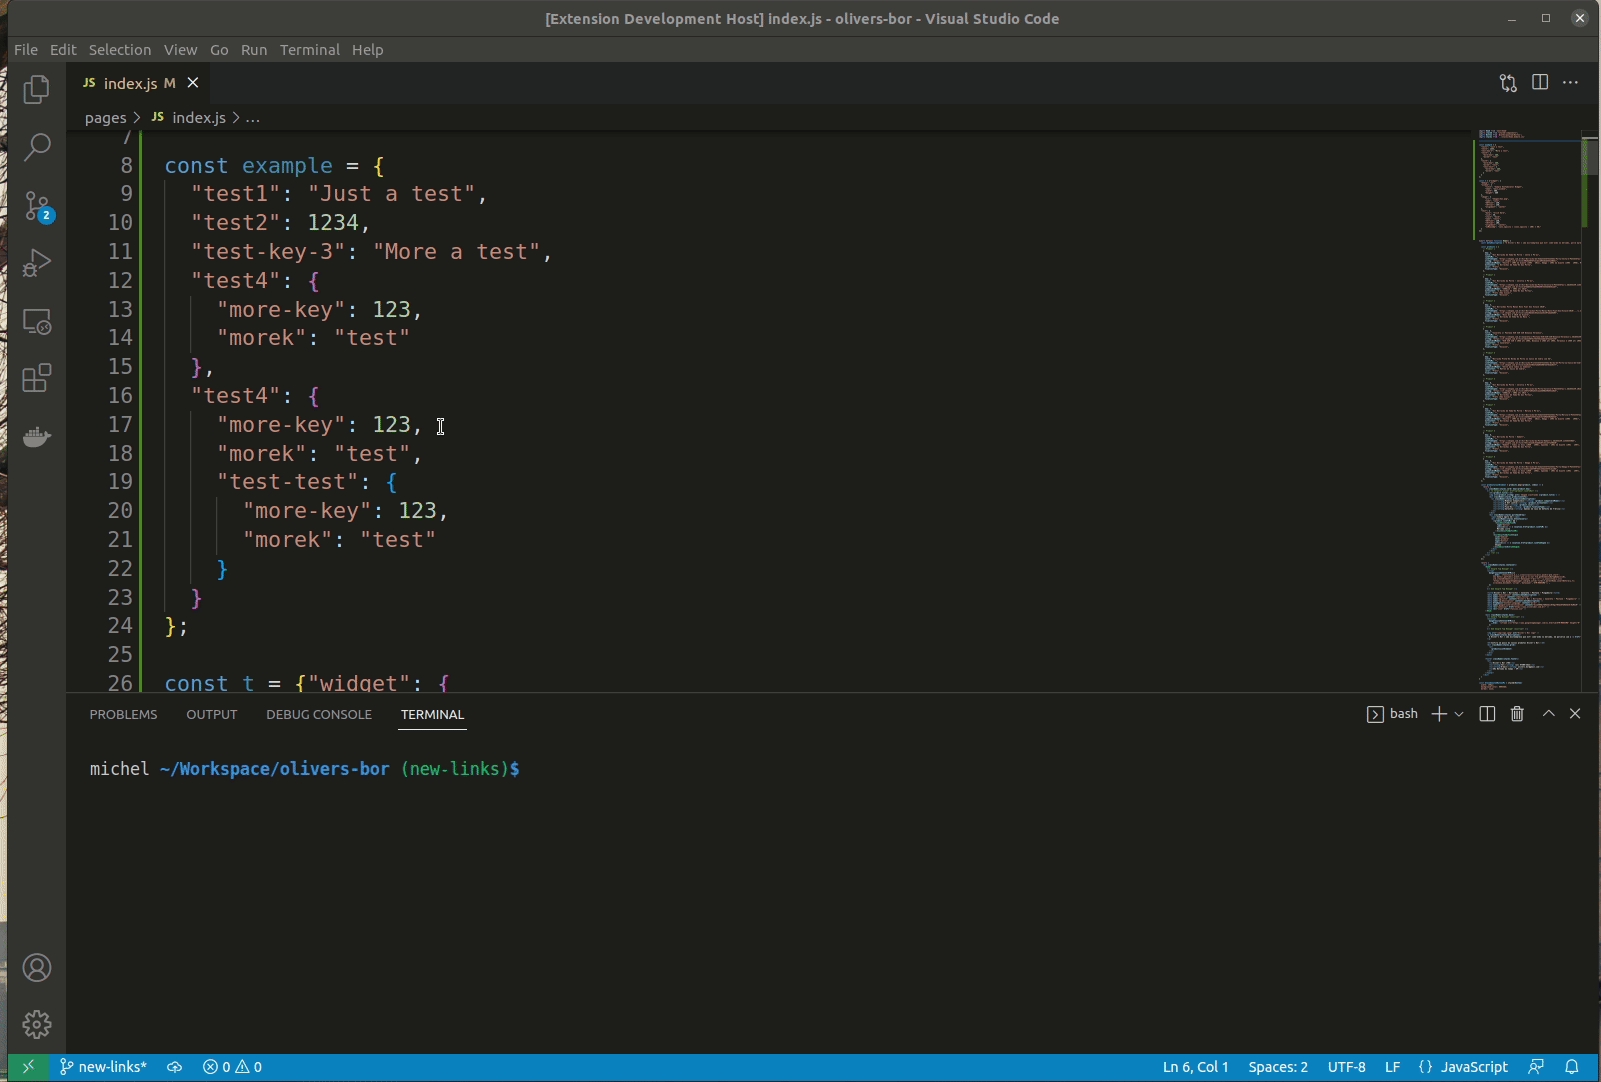 [Extension Development Host] index.js - olivers-bor - Visual Studio Code
File Edit Selection View Go Run Terminal Help
JS index.js M
pages > JS index.js > ...
7
8 const example = {
9 "test1": "Just a test",
10 "test2": 1234,
11 "test-key-3": "More a test",
12 "test4": {
13 "more-key": 123,
14 "morek": "test"
15 },
16 "test4": {
17 "more-key": 123,
18 "morek": "test",
19 "test-test": {
20 "more-key": 123,
21 "morek": "test"
22 }
23 }
24 };
25
26 const t = {"widget": {
2
PROBLEMS OUTPUT DEBUG CONSOLE TERMINAL
bash
michel ~/Workspace/olivers-bor (new-links)$
new-links* 0 0 Ln 6, Col 1 Spaces: 2 UTF-8 LF {} JavaScript